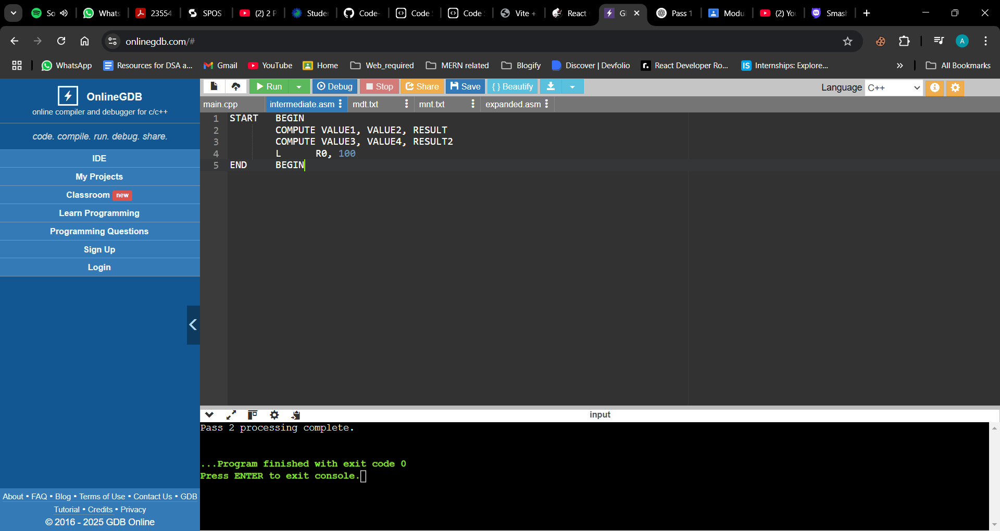 So
Whats
23554
SPOS
(2) 2 P
Stude
Code-
Code
Code
Vite +
React
G
Pass 1
Modu
(2) Yo
Smash
onlinegdb.com/#
A
WhatsApp
Resources for DSA a...
Gmail
YouTube
Home
Web_required
MERN related
Blogify
Discover | Devfolio
r.
React Developer Ro...
IS
Internships: Explore...
All Bookmarks
OnlineGDB
online compiler and debugger for c/c++
code. compile. run. debug. share.
IDE
My Projects
Classroom new
Learn Programming
Programming Questions
Sign Up
Login
About • FAQ • Blog • Terms of Use • Contact Us • GDB
Tutorial • Credits • Privacy
© 2016 - 2025 GDB Online
Run
Debug
Stop
Share
Save
{ } Beautify
Language C++
main.cpp
intermediate.asm
mdt.txt
mnt.txt
expanded.asm
1 START BEGIN
2 COMPUTE VALUE1, VALUE2, RESULT
3 COMPUTE VALUE3, VALUE4, RESULT2
4 L R0, 100
5 END BEGIN
input
Pass 2 processing complete.
...Program finished with exit code 0
Press ENTER to exit console.